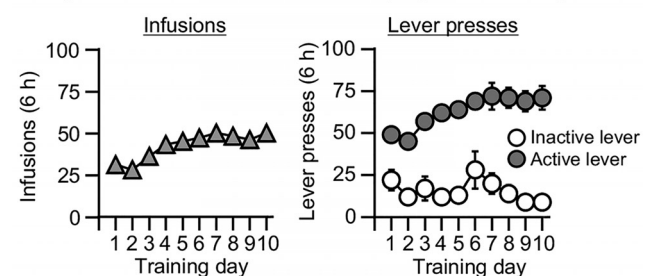 Infusions
Infusions (6 h)
100
75
50
25
0
1 2 3 4 5 6 7 8 9 10
Training day
Lever presses
Lever presses (6 h)
100
75
50
25
0
Inactive lever
Active lever
1 2 3 4 5 6 7 8 9 10
Training day